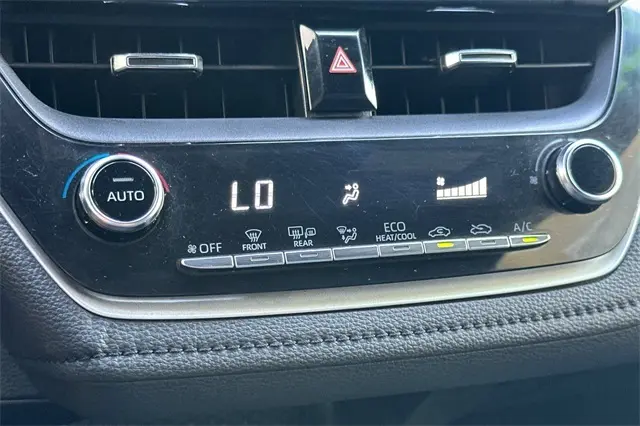 AUTO
LO
OFF
FRONT
REAR
ECO
HEAT/COOL
A/C